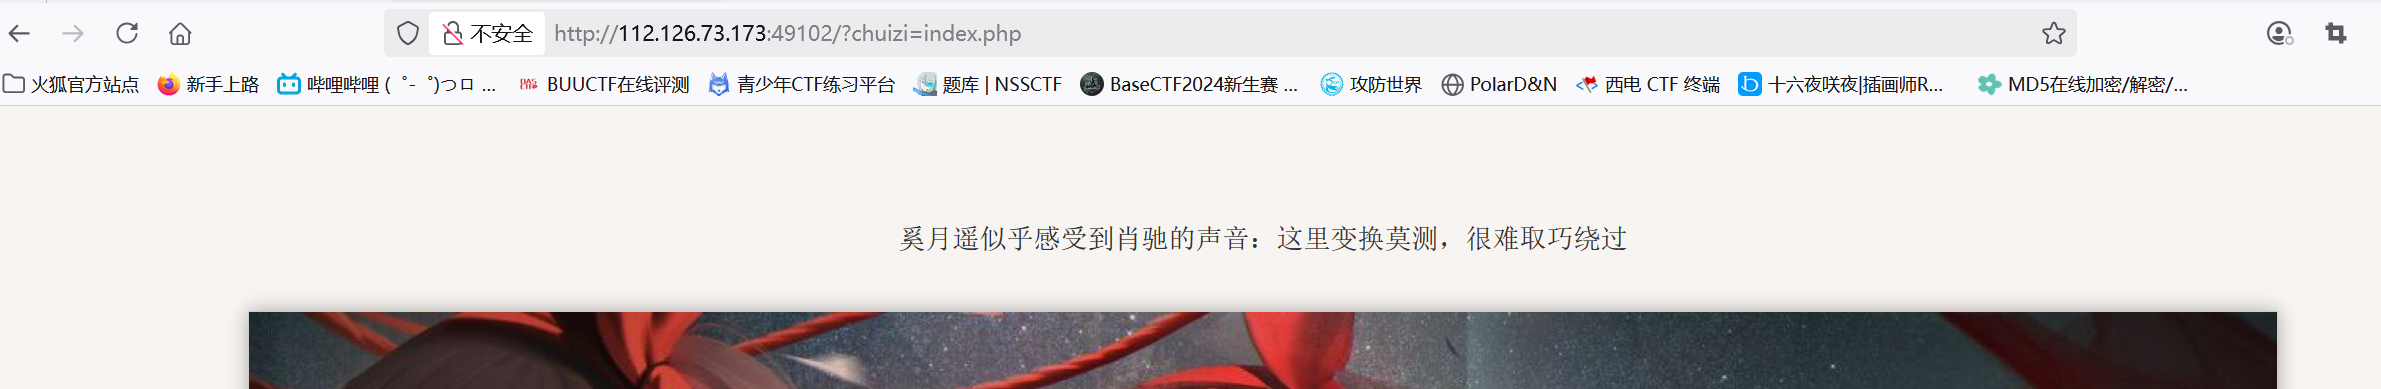 不安全 http://112.126.73.173:49102/?chuizi=index.php
火狐官方站点 新手上路 哔哩哔哩 ( ゜- ゜)つロ ... BUUCTF在线评测 青少年CTF练习平台 题库 | NSSCTF BaseCTF2024新生赛 ... 攻防世界 PolarD&N 西电 CTF 终端 十六夜咲夜|插画师R... MD5在线加密/解密/...
奚月遥似乎感受到肖驰的声音：这里变换莫测，很难取巧绕过